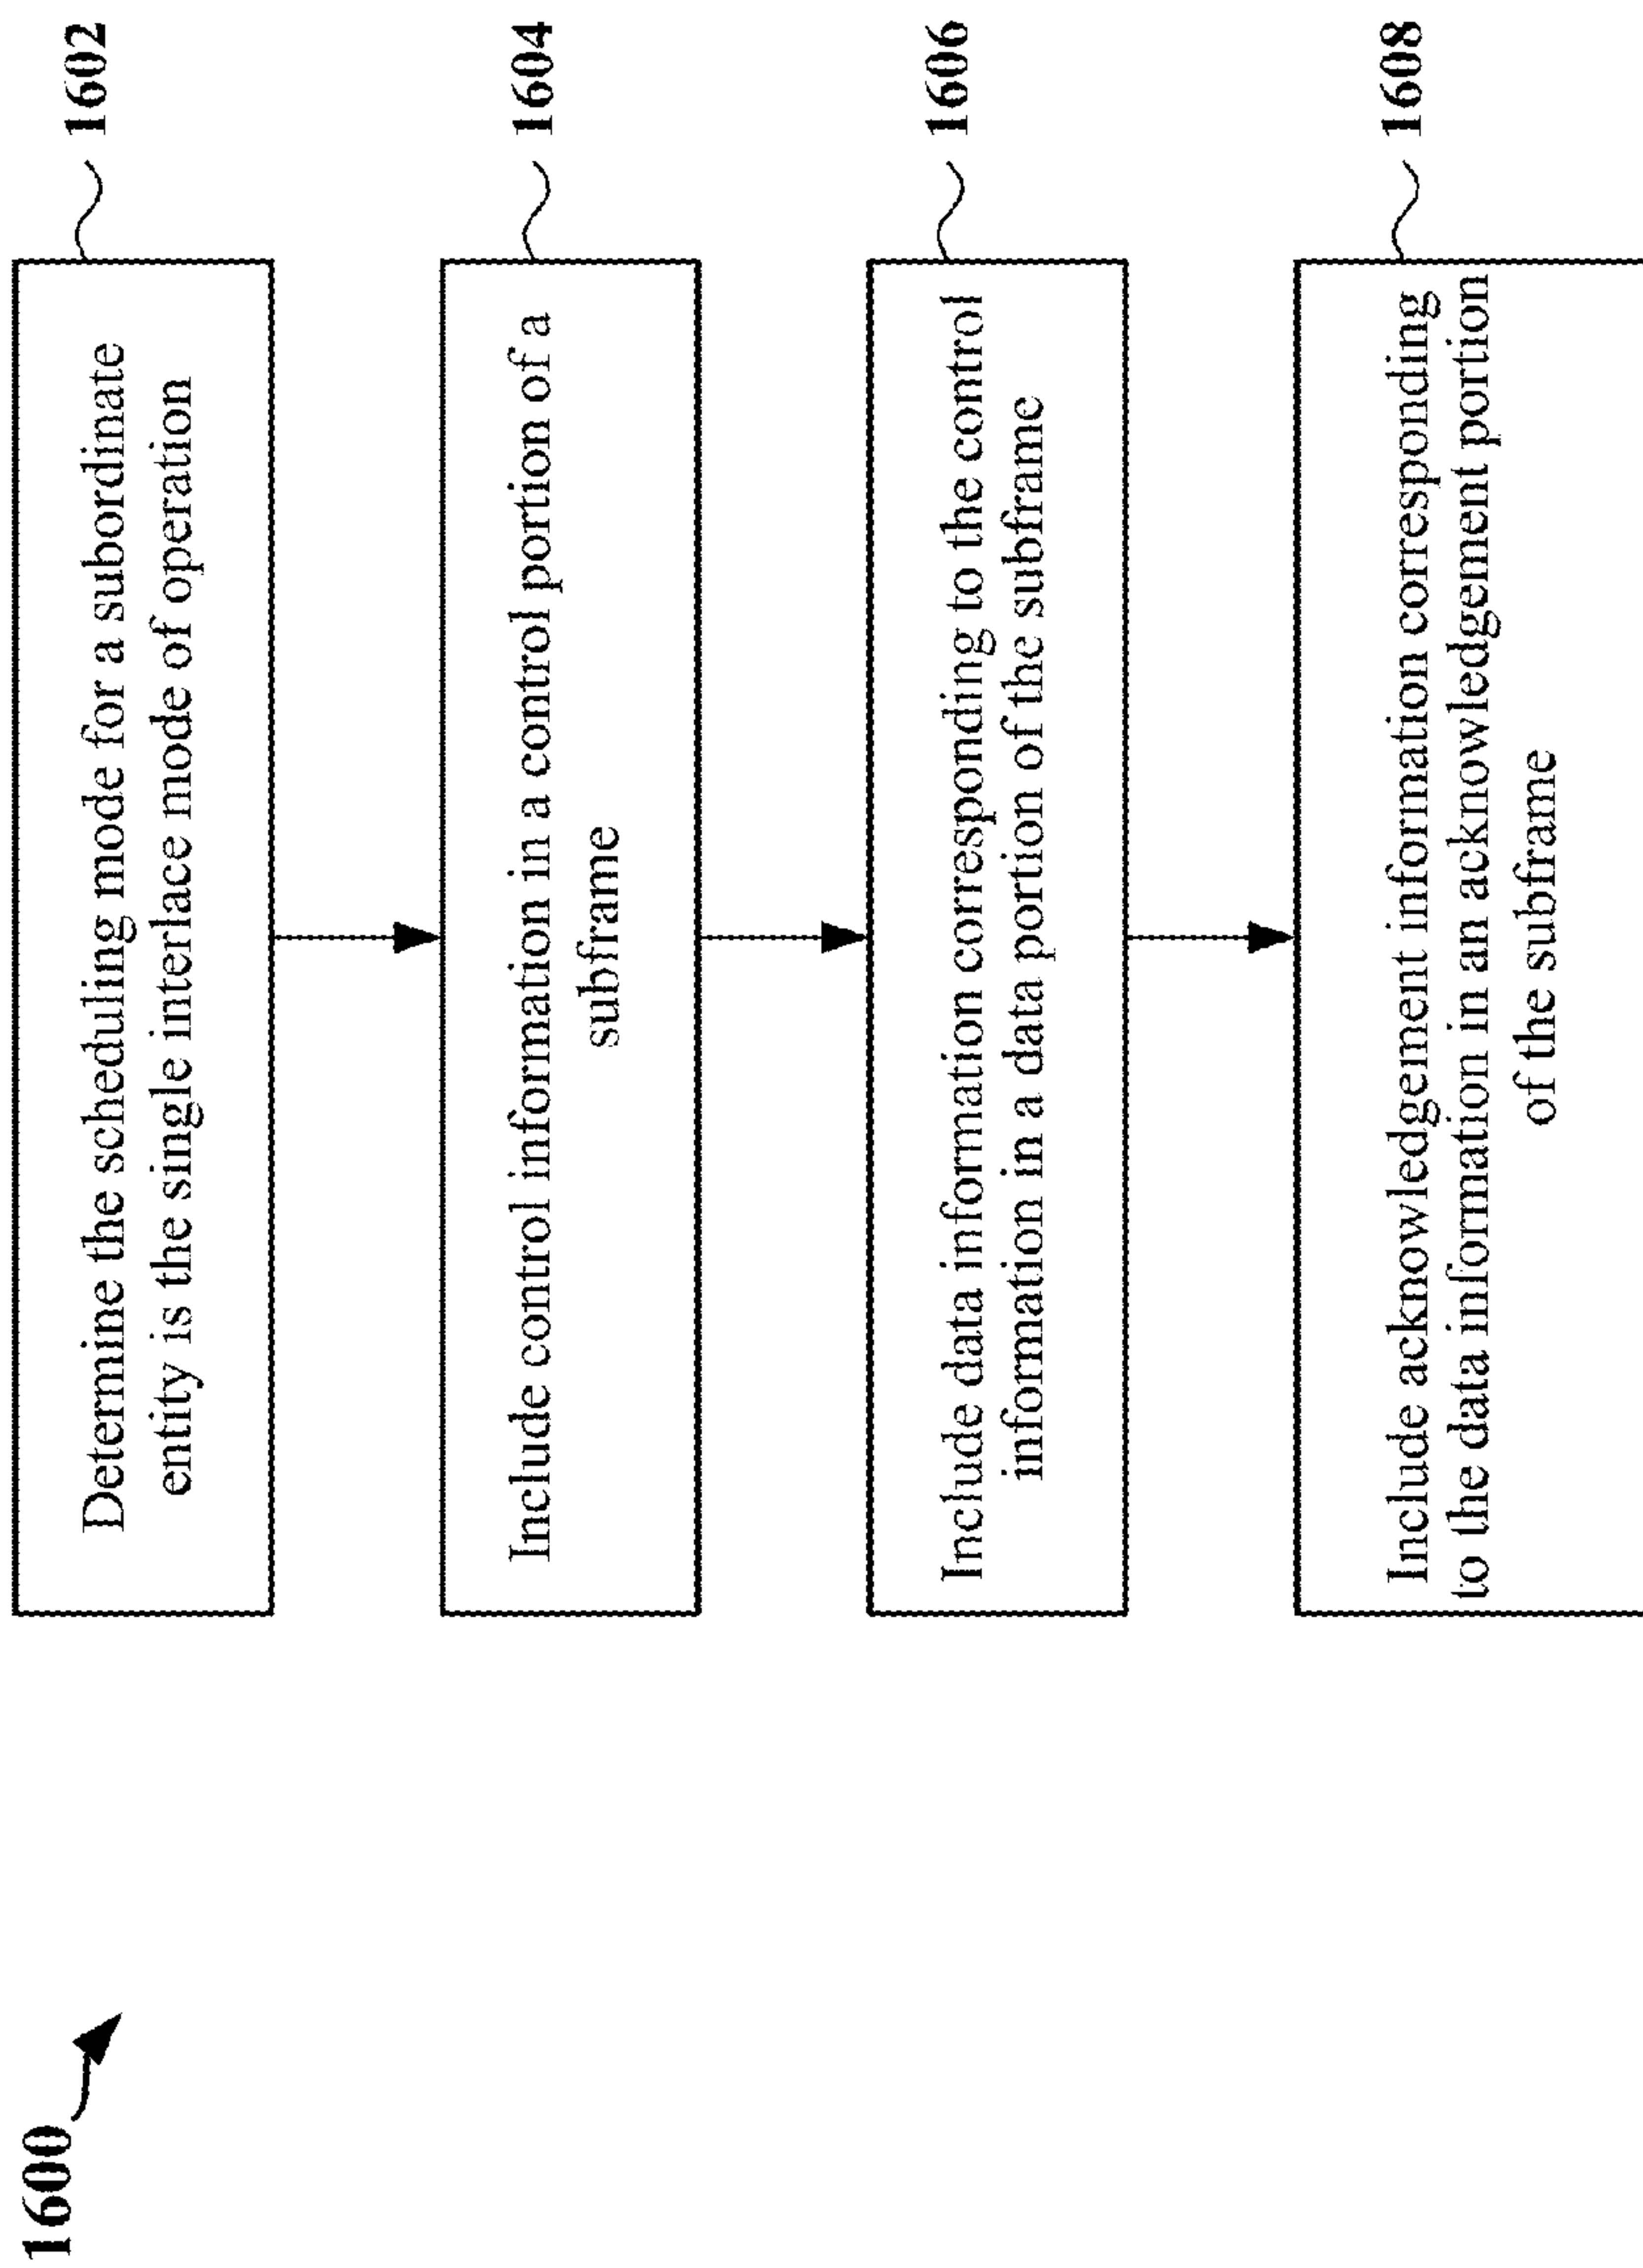 1600
Determine the scheduling mode for a subordinate
entity is the single interlace mode of operation
1602
Include control information in a control portion of a
subframe
1604
Include data information corresponding to the control
information in a data portion of the subframe
1606
Include acknowledgement information corresponding
to the data information in an acknowledgement portion
of the subframe
1608